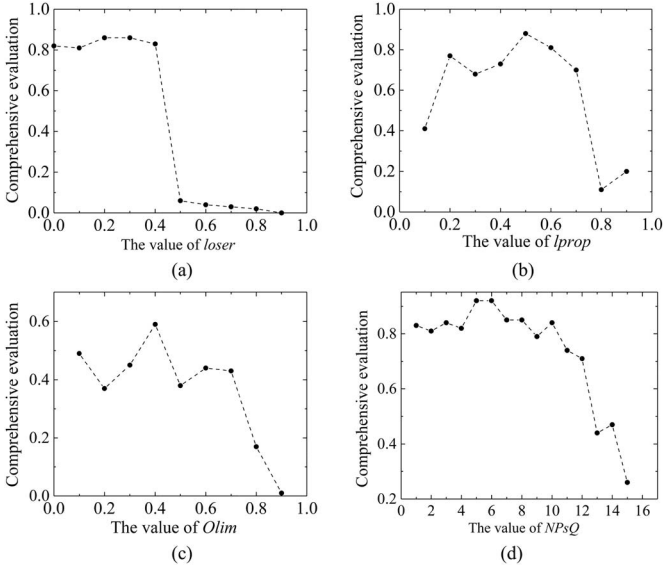 Comprehensive evaluation
1.0
0.8
0.6
0.4
0.2
0.0
0.0 0.2 0.4 0.6 0.8 1.0
The value of loser
(a)
Comprehensive evaluation
1.0
0.8
0.6
0.4
0.2
0.0
0.0 0.2 0.4 0.6 0.8 1.0
The value of lprop
(b)
Comprehensive evaluation
0.6
0.4
0.2
0.0
0.0 0.2 0.4 0.6 0.8 1.0
The value of Olim
(c)
Comprehensive evaluation
0.8
0.6
0.4
0.2
0 2 4 6 8 10 12 14 16
The value of NPsQ
(d)